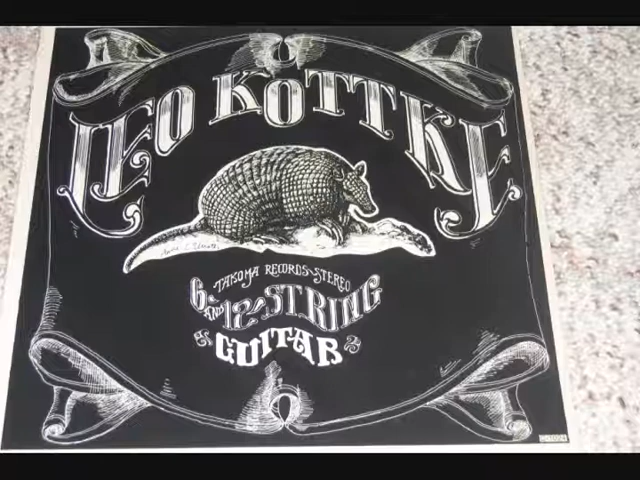 LEO KOTTKE
TAKOMA RECORDS STEREO
6- AND 12-STRING
GUITAR